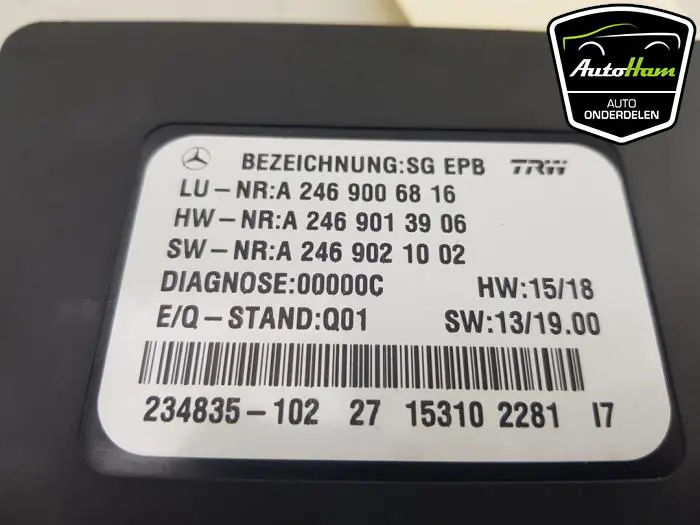 AutoHam
AUTO
ONDERDELEN
BEZEICHNUNG:SG EPB TRW
LU-NR:A 246 900 68 16
HW-NR:A 246 901 39 06
SW-NR:A 246 902 10 02
DIAGNOSE:00000C HW:15/18
E/Q-STAND:Q01 SW:13/19.00
234835-102 27 15310 2281 I7